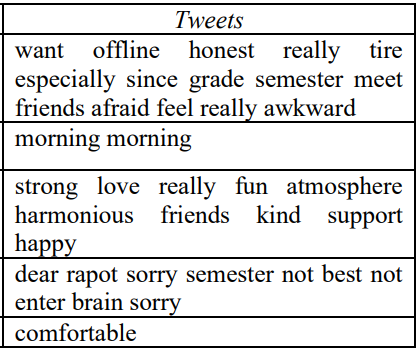 Tweets
want offline honest really tire
especially since grade semester meet
friends afraid feel really awkward
morning morning
strong love really fun atmosphere
harmonious friends kind support
happy
dear rapot sorry semester not best not
enter brain sorry
comfortable